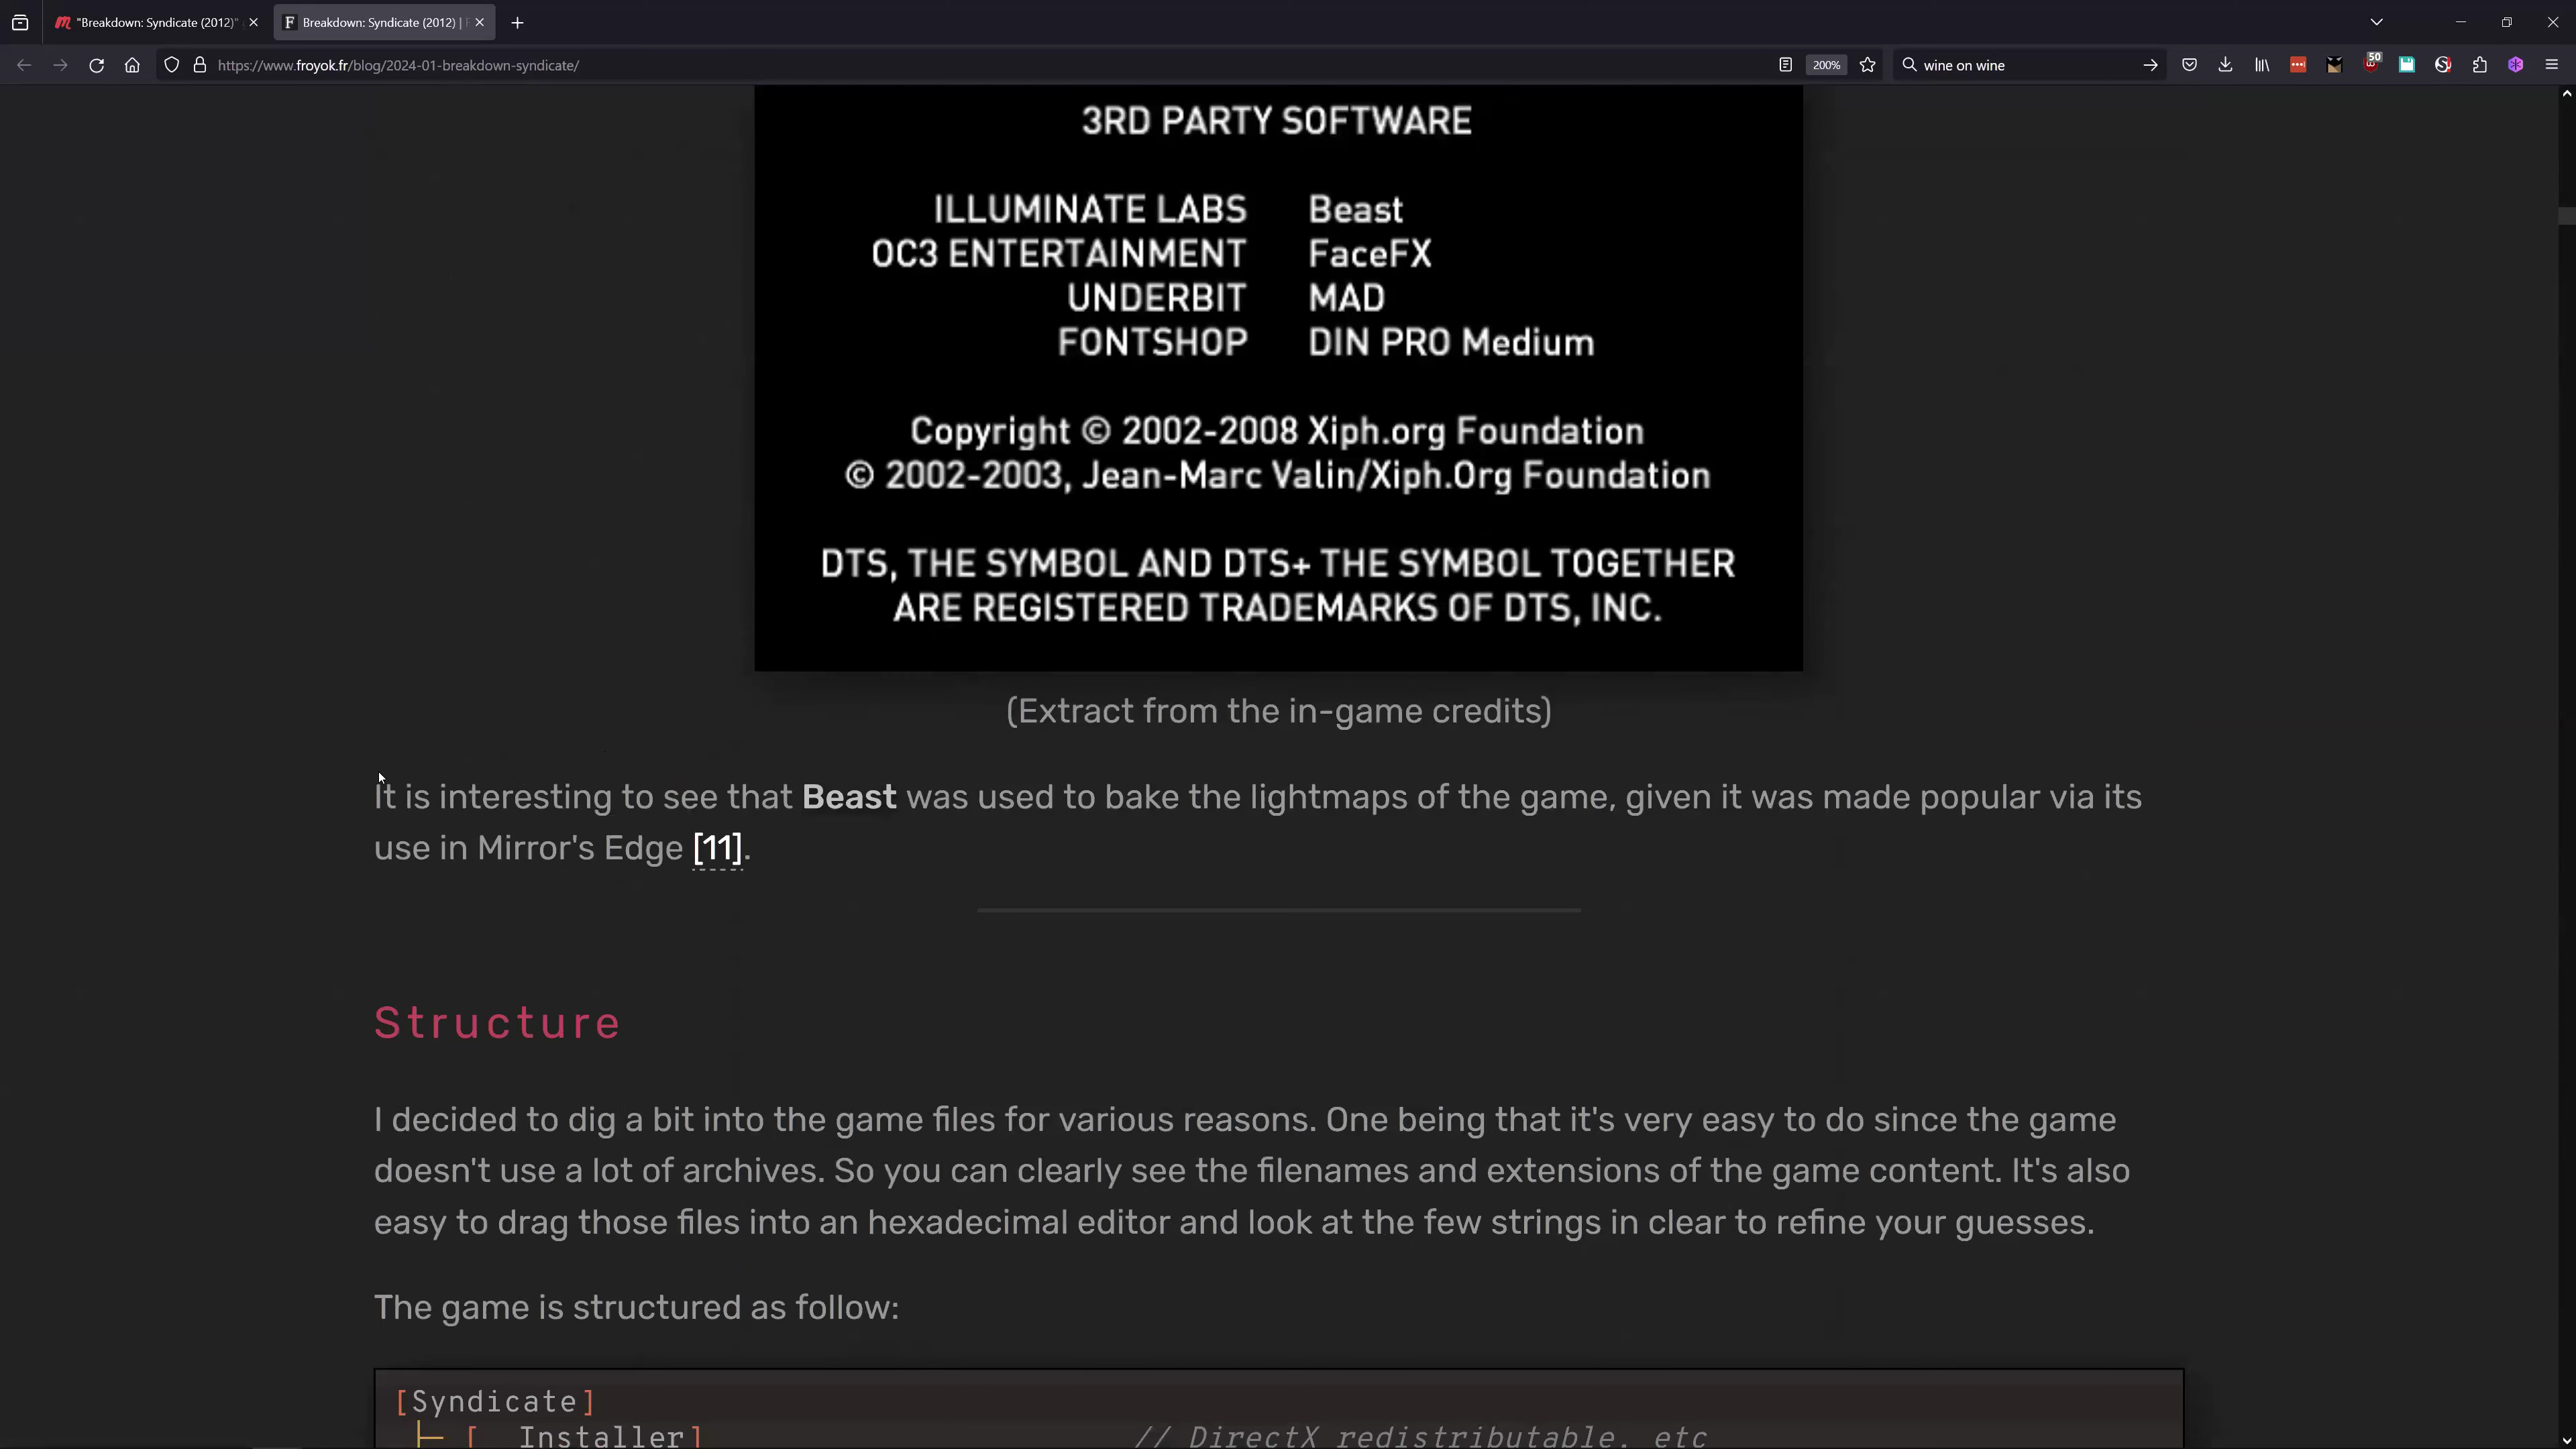 "Breakdown: Syndicate (2012)"
Breakdown: Syndicate (2012) | F
https://www.froyok.fr/blog/2024-01-breakdown-syndicate/
200%
wine on wine
50
3RD PARTY SOFTWARE
ILLUMINATE LABS Beast
OC3 ENTERTAINMENT FaceFX
UNDERBIT MAD
FONTSHOP DIN PRO Medium
Copyright © 2002-2008 Xiph.org Foundation
© 2002-2003, Jean-Marc Valin/Xiph.Org Foundation
DTS, THE SYMBOL AND DTS+ THE SYMBOL TOGETHER
ARE REGISTERED TRADEMARKS OF DTS, INC.
(Extract from the in-game credits)
It is interesting to see that Beast was used to bake the lightmaps of the game, given it was made popular via its
use in Mirror's Edge [11].
Structure
I decided to dig a bit into the game files for various reasons. One being that it's very easy to do since the game
doesn't use a lot of archives. So you can clearly see the filenames and extensions of the game content. It's also
easy to drag those files into an hexadecimal editor and look at the few strings in clear to refine your guesses.
The game is structured as follow:
[Syndicate]
├─ [__Installer] // DirectX redistributable, etc